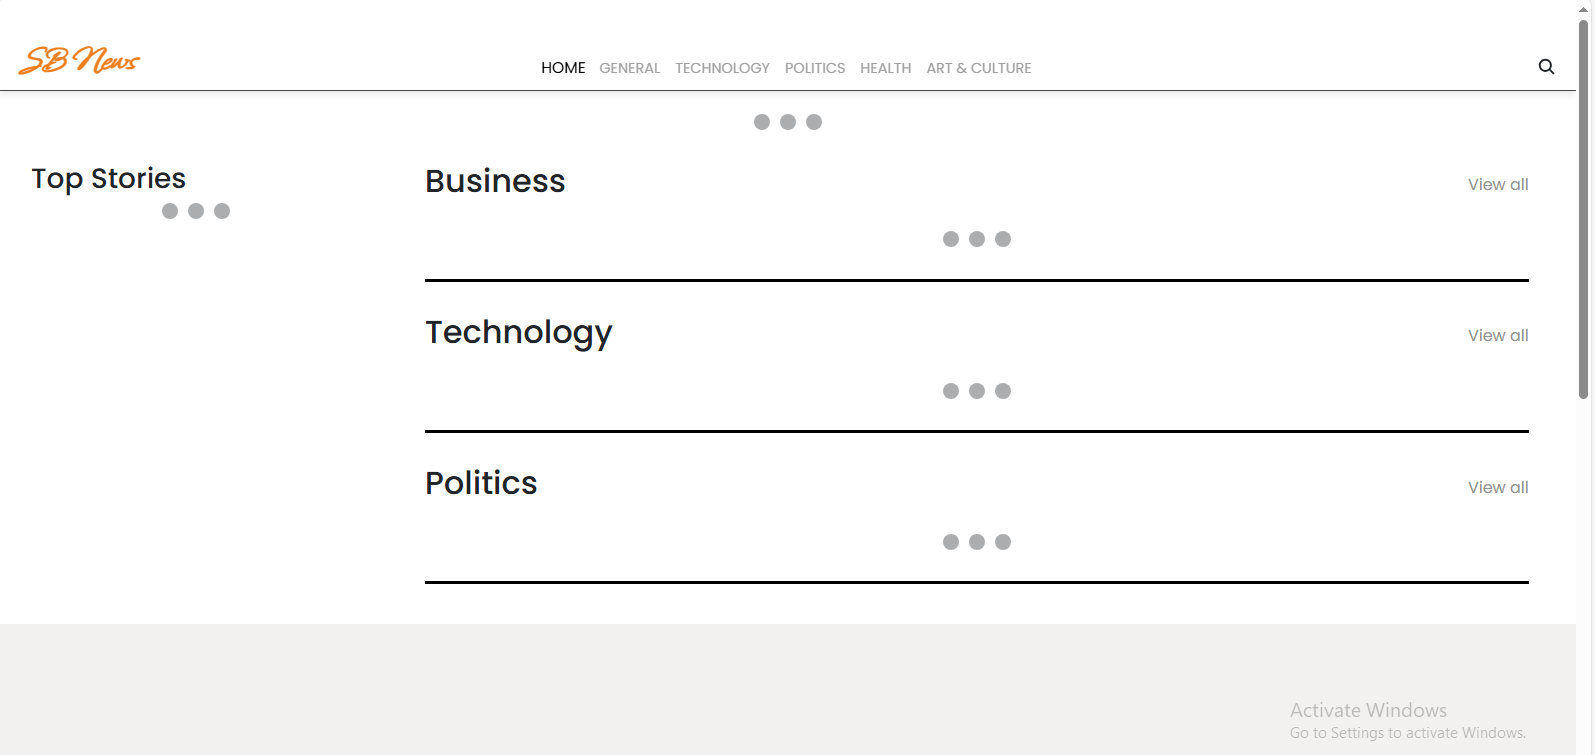 SB News
HOME GENERAL TECHNOLOGY POLITICS HEALTH ART & CULTURE
Top Stories
Business View all
Technology View all
Politics View all
Activate Windows
Go to Settings to activate Windows.